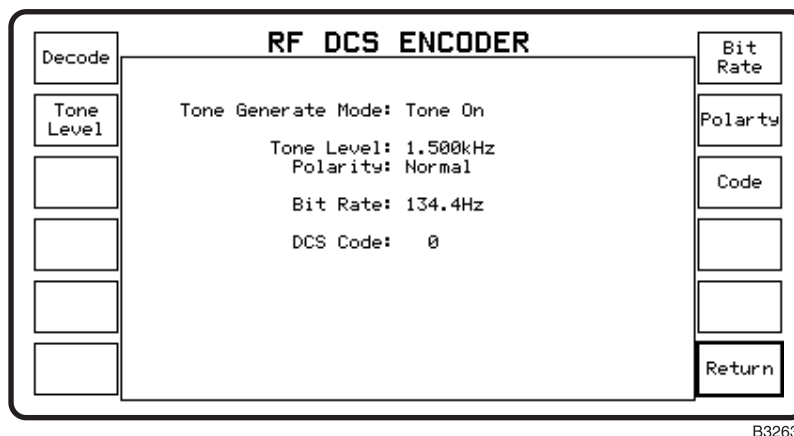 RF DCS ENCODER
Decode
Tone
Level
Tone Generate Mode: Tone On
Tone Level: 1.500kHz
Polarity: Normal
Bit Rate: 134.4Hz
DCS Code: 0
Bit
Rate
Polarty
Code
Return
B3263